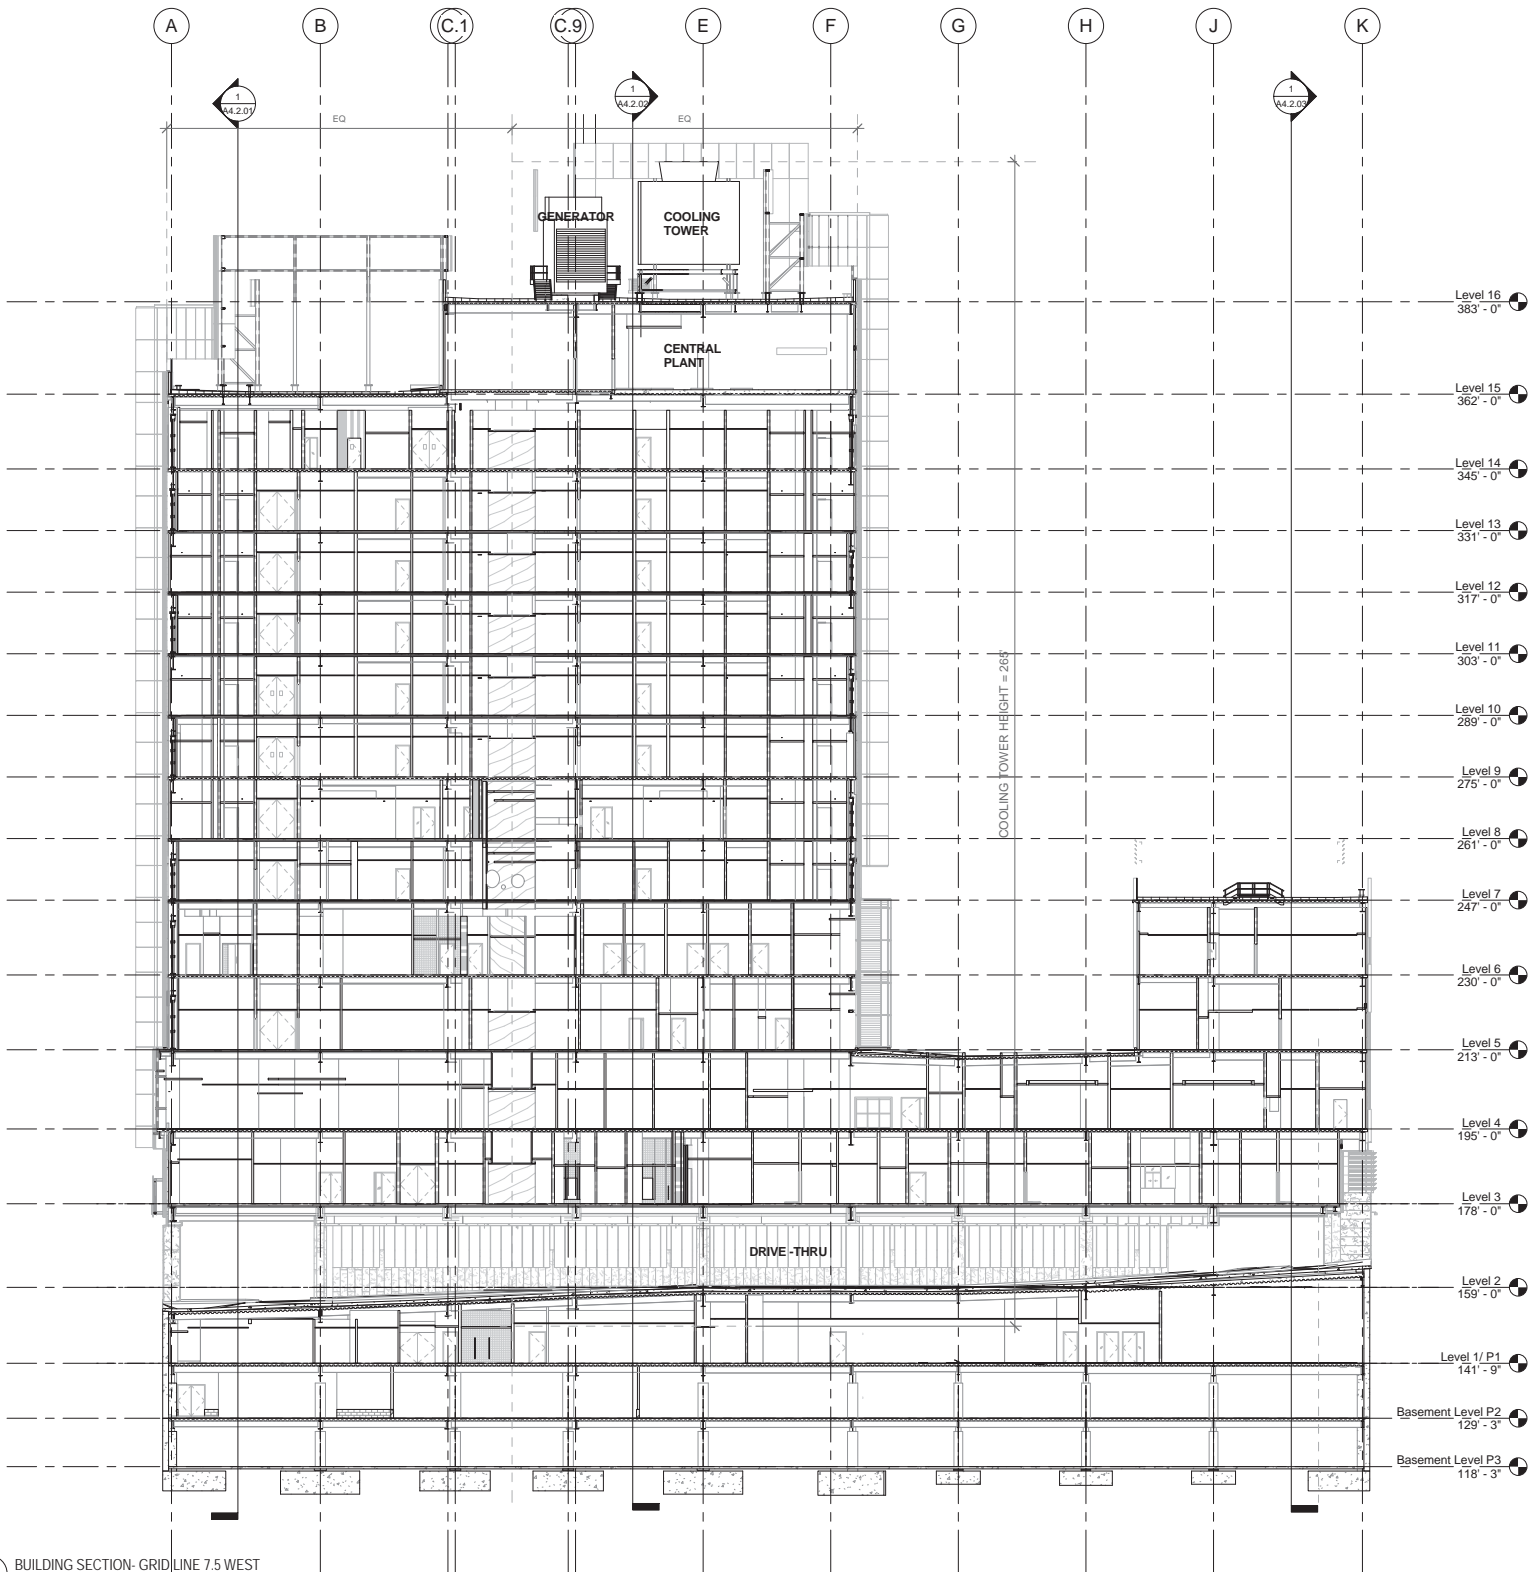 A B C.1 C.9 E F G H J K
1
A4.2.01
1
A4.2.02
1
A4.2.03
EQ EQ
GENERATOR
COOLING
TOWER
CENTRAL
PLANT
COOLING TOWER HEIGHT = 265'
DRIVE -THRU
Level 16
383' - 0"
Level 15
362' - 0"
Level 14
345' - 0"
Level 13
331' - 0"
Level 12
317' - 0"
Level 11
303' - 0"
Level 10
289' - 0"
Level 9
275' - 0"
Level 8
261' - 0"
Level 7
247' - 0"
Level 6
230' - 0"
Level 5
213' - 0"
Level 4
195' - 0"
Level 3
178' - 0"
Level 2
159' - 0"
Level 1/ P1
141' - 9"
Basement Level P2
129' - 3"
Basement Level P3
118' - 3"
BUILDING SECTION- GRID LINE 7.5 WEST